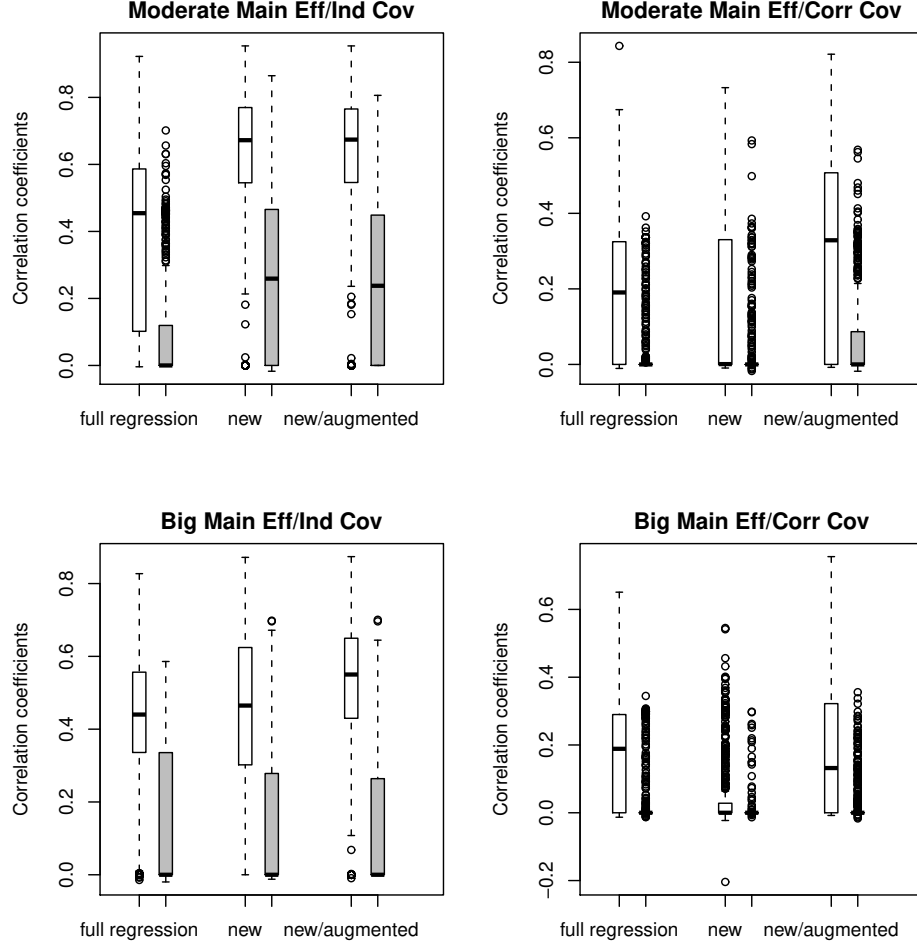 Moderate Main Eff/Ind Cov
Correlation coefficients
0.0 0.2 0.4 0.6 0.8
full regression new new/augmented
Moderate Main Eff/Corr Cov
Correlation coefficients
0.0 0.2 0.4 0.6 0.8
full regression new new/augmented
Big Main Eff/Ind Cov
Correlation coefficients
0.0 0.2 0.4 0.6 0.8
full regression new new/augmented
Big Main Eff/Corr Cov
Correlation coefficients
−0.2 0.0 0.2 0.4 0.6
full regression new new/augmented